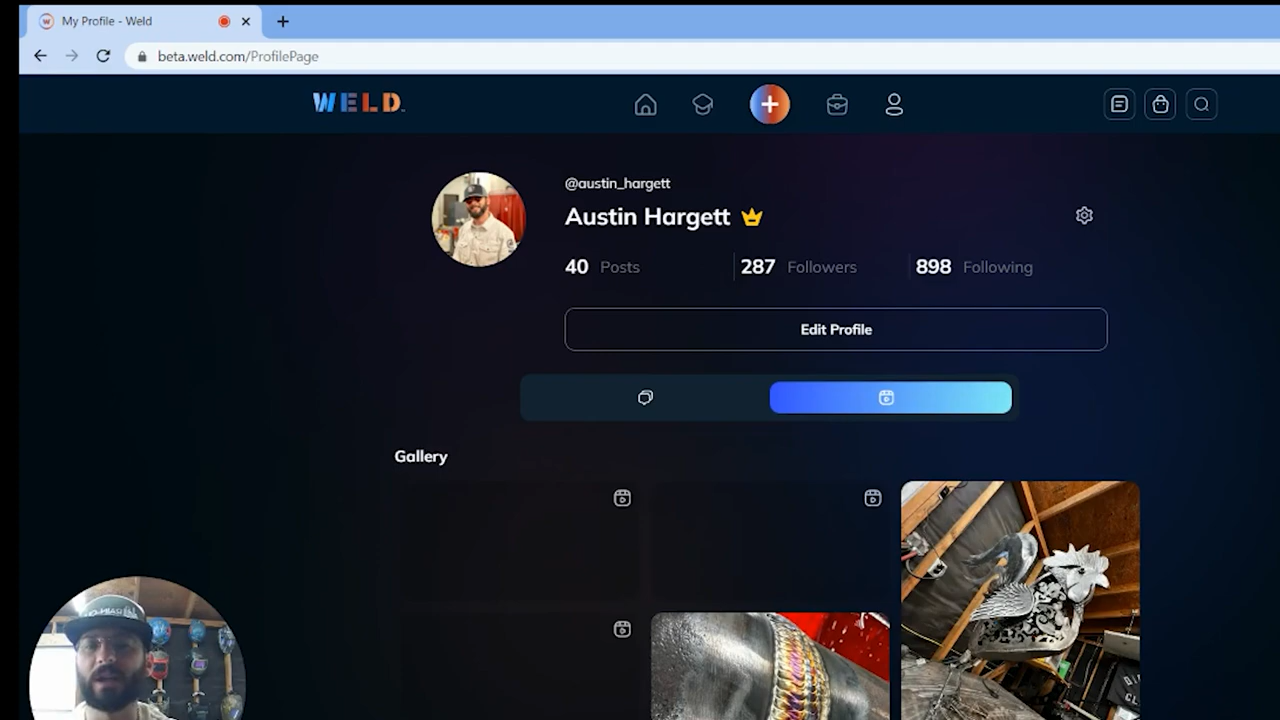 My Profile - Weld
beta.weld.com/ProfilePage
WELD
@austin_hargett
Austin Hargett
40 Posts
287 Followers
898 Following
Edit Profile
Gallery